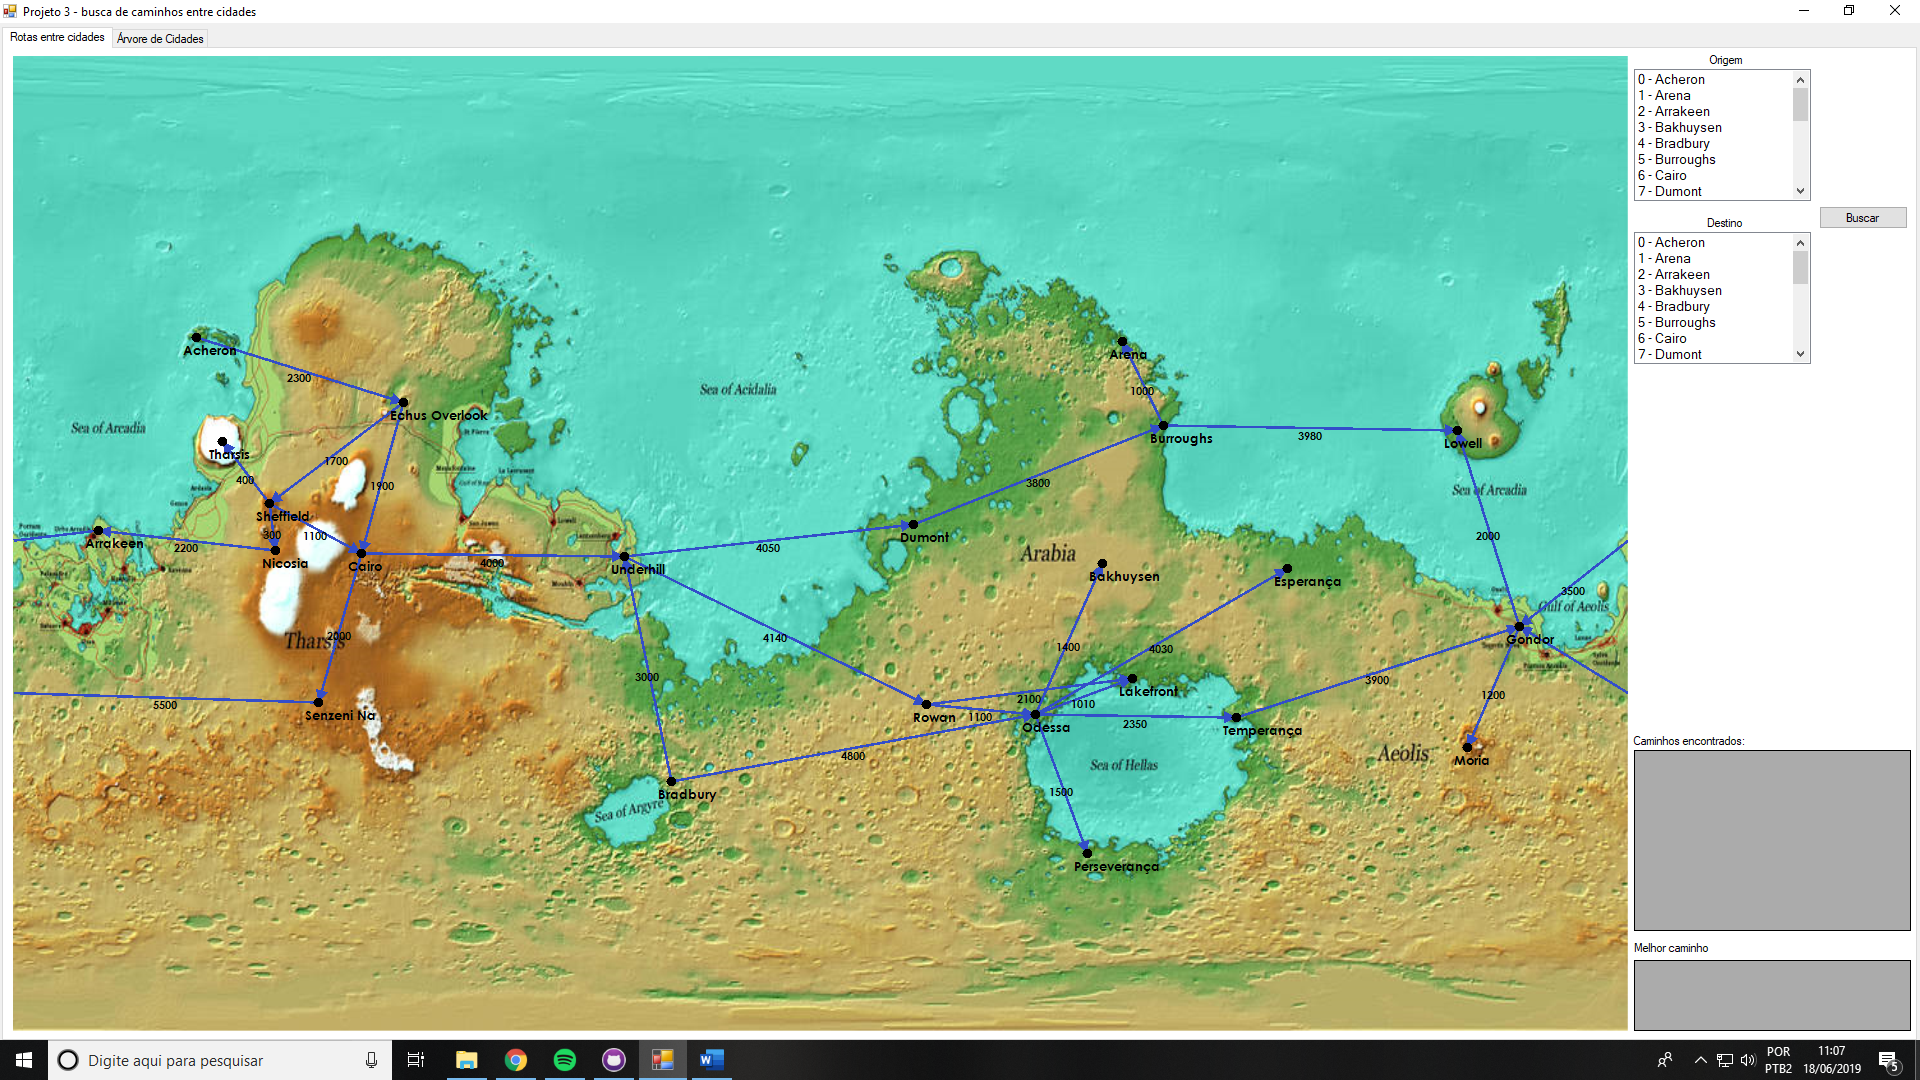 Projeto 3 - busca de caminhos entre cidades
Rotas entre cidades
Árvore de Cidades
Origem
0 - Acheron
1 - Arena
2 - Arrakeen
3 - Bakhuysen
4 - Bradbury
5 - Burroughs
6 - Cairo
7 - Dumont
Buscar
Destino
0 - Acheron
1 - Arena
2 - Arrakeen
3 - Bakhuysen
4 - Bradbury
5 - Burroughs
6 - Cairo
7 - Dumont
Caminhos encontrados:
Melhor caminho
Acheron
2300
Arena
1000
Sea of Acidalia
Echus Overlook
Sea of Arcadia
Burroughs
3980
Lowell
Tharsis
1700
400
1900
3800
Sea of Arcadia
Sheffield
300
1100
Arrakeen
2200
Nicosia
Cairo
4000
Underhill
4050
Dumont
Arabia
Bakhuysen
Esperança
2000
3500
Gulf of Aeolis
Gondor
Tharsis
2000
4140
1400
4030
3000
3900
1200
5500
Senzeni Na
Rowan
1100
2100
1010
Lakefront
Odessa
2350
Temperança
4800
Sea of Hellas
Aeolis
Moria
Bradbury
Sea of Argyre
1500
Perseverança
Digite aqui para pesquisar
POR
PTB2
11:07
18/06/2019
5